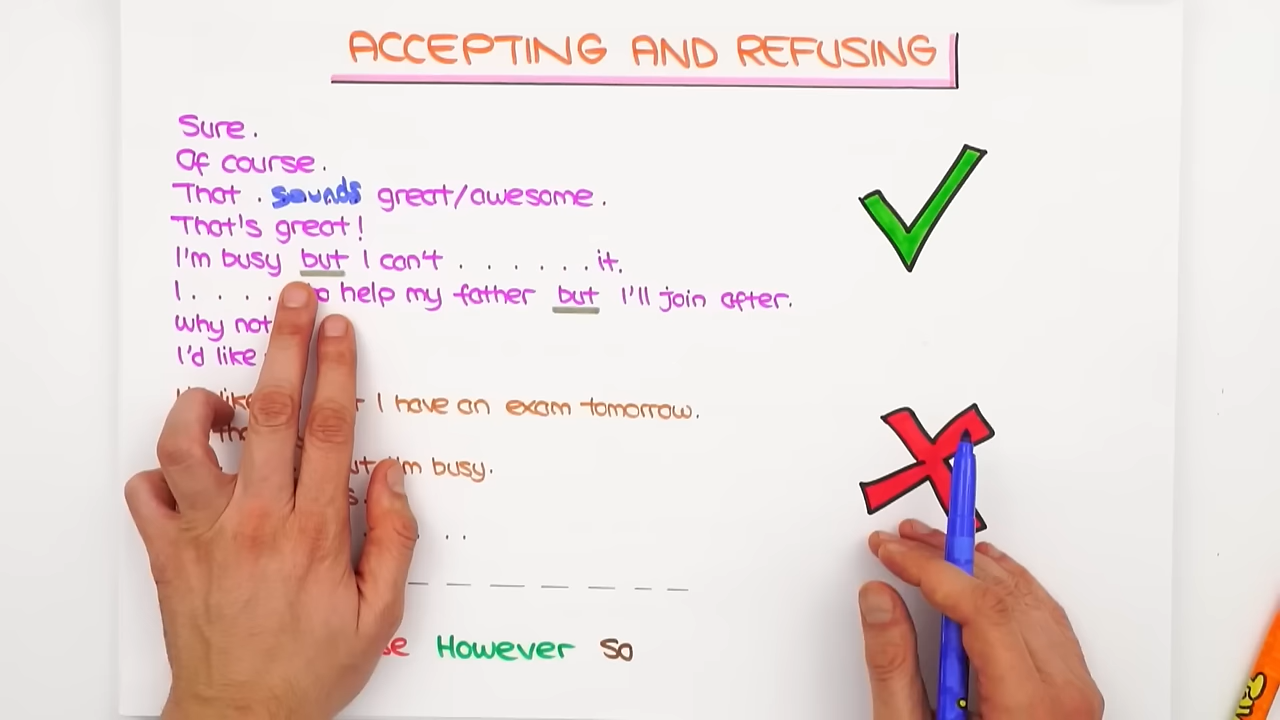 ACCEPTING AND REFUSING
Sure.
Of course.
That . sounds great/awesome.
That's great!
I'm busy but I can't . . . . . . it.
I . . . . help my father but I'll join after.
Why not
I'd like
I have an exam tomorrow.
I'm busy.
However So